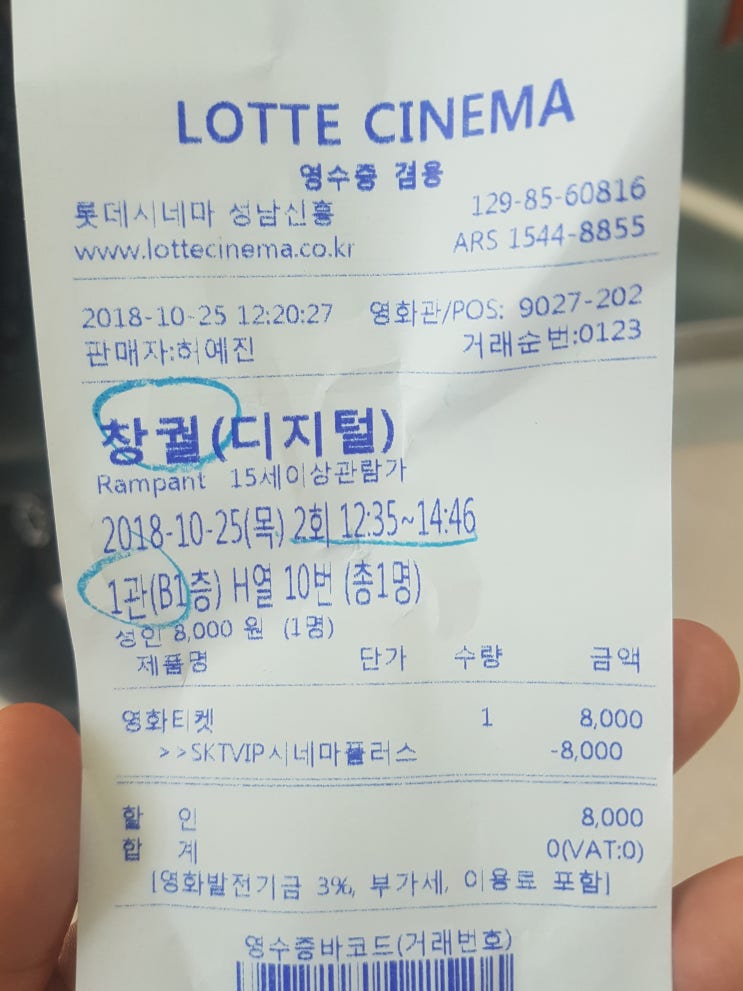 LOTTE CINEMA
영수증 겸용
롯데시네마 성남신흥 129-85-60816
www.lottecinema.co.kr ARS 1544-8855
2018-10-25 12:20:27 영화관/POS: 9027-202
판매자:허예진 거래순번:0123
창궐(디지털)
Rampant 15세이상관람가
2018-10-25(목) 2회 12:35~14:46
1관(B1층) H열 10번 (총1명)
성인 8,000 원 (1명)
제품명 단가 수량 금액
영화티켓 1 8,000
>>SKTVIP시네마플러스 -8,000
할 인 8,000
합 계 0(VAT:0)
[영화발전기금 3%, 부가세, 이용료 포함]
영수증바코드(거래번호)